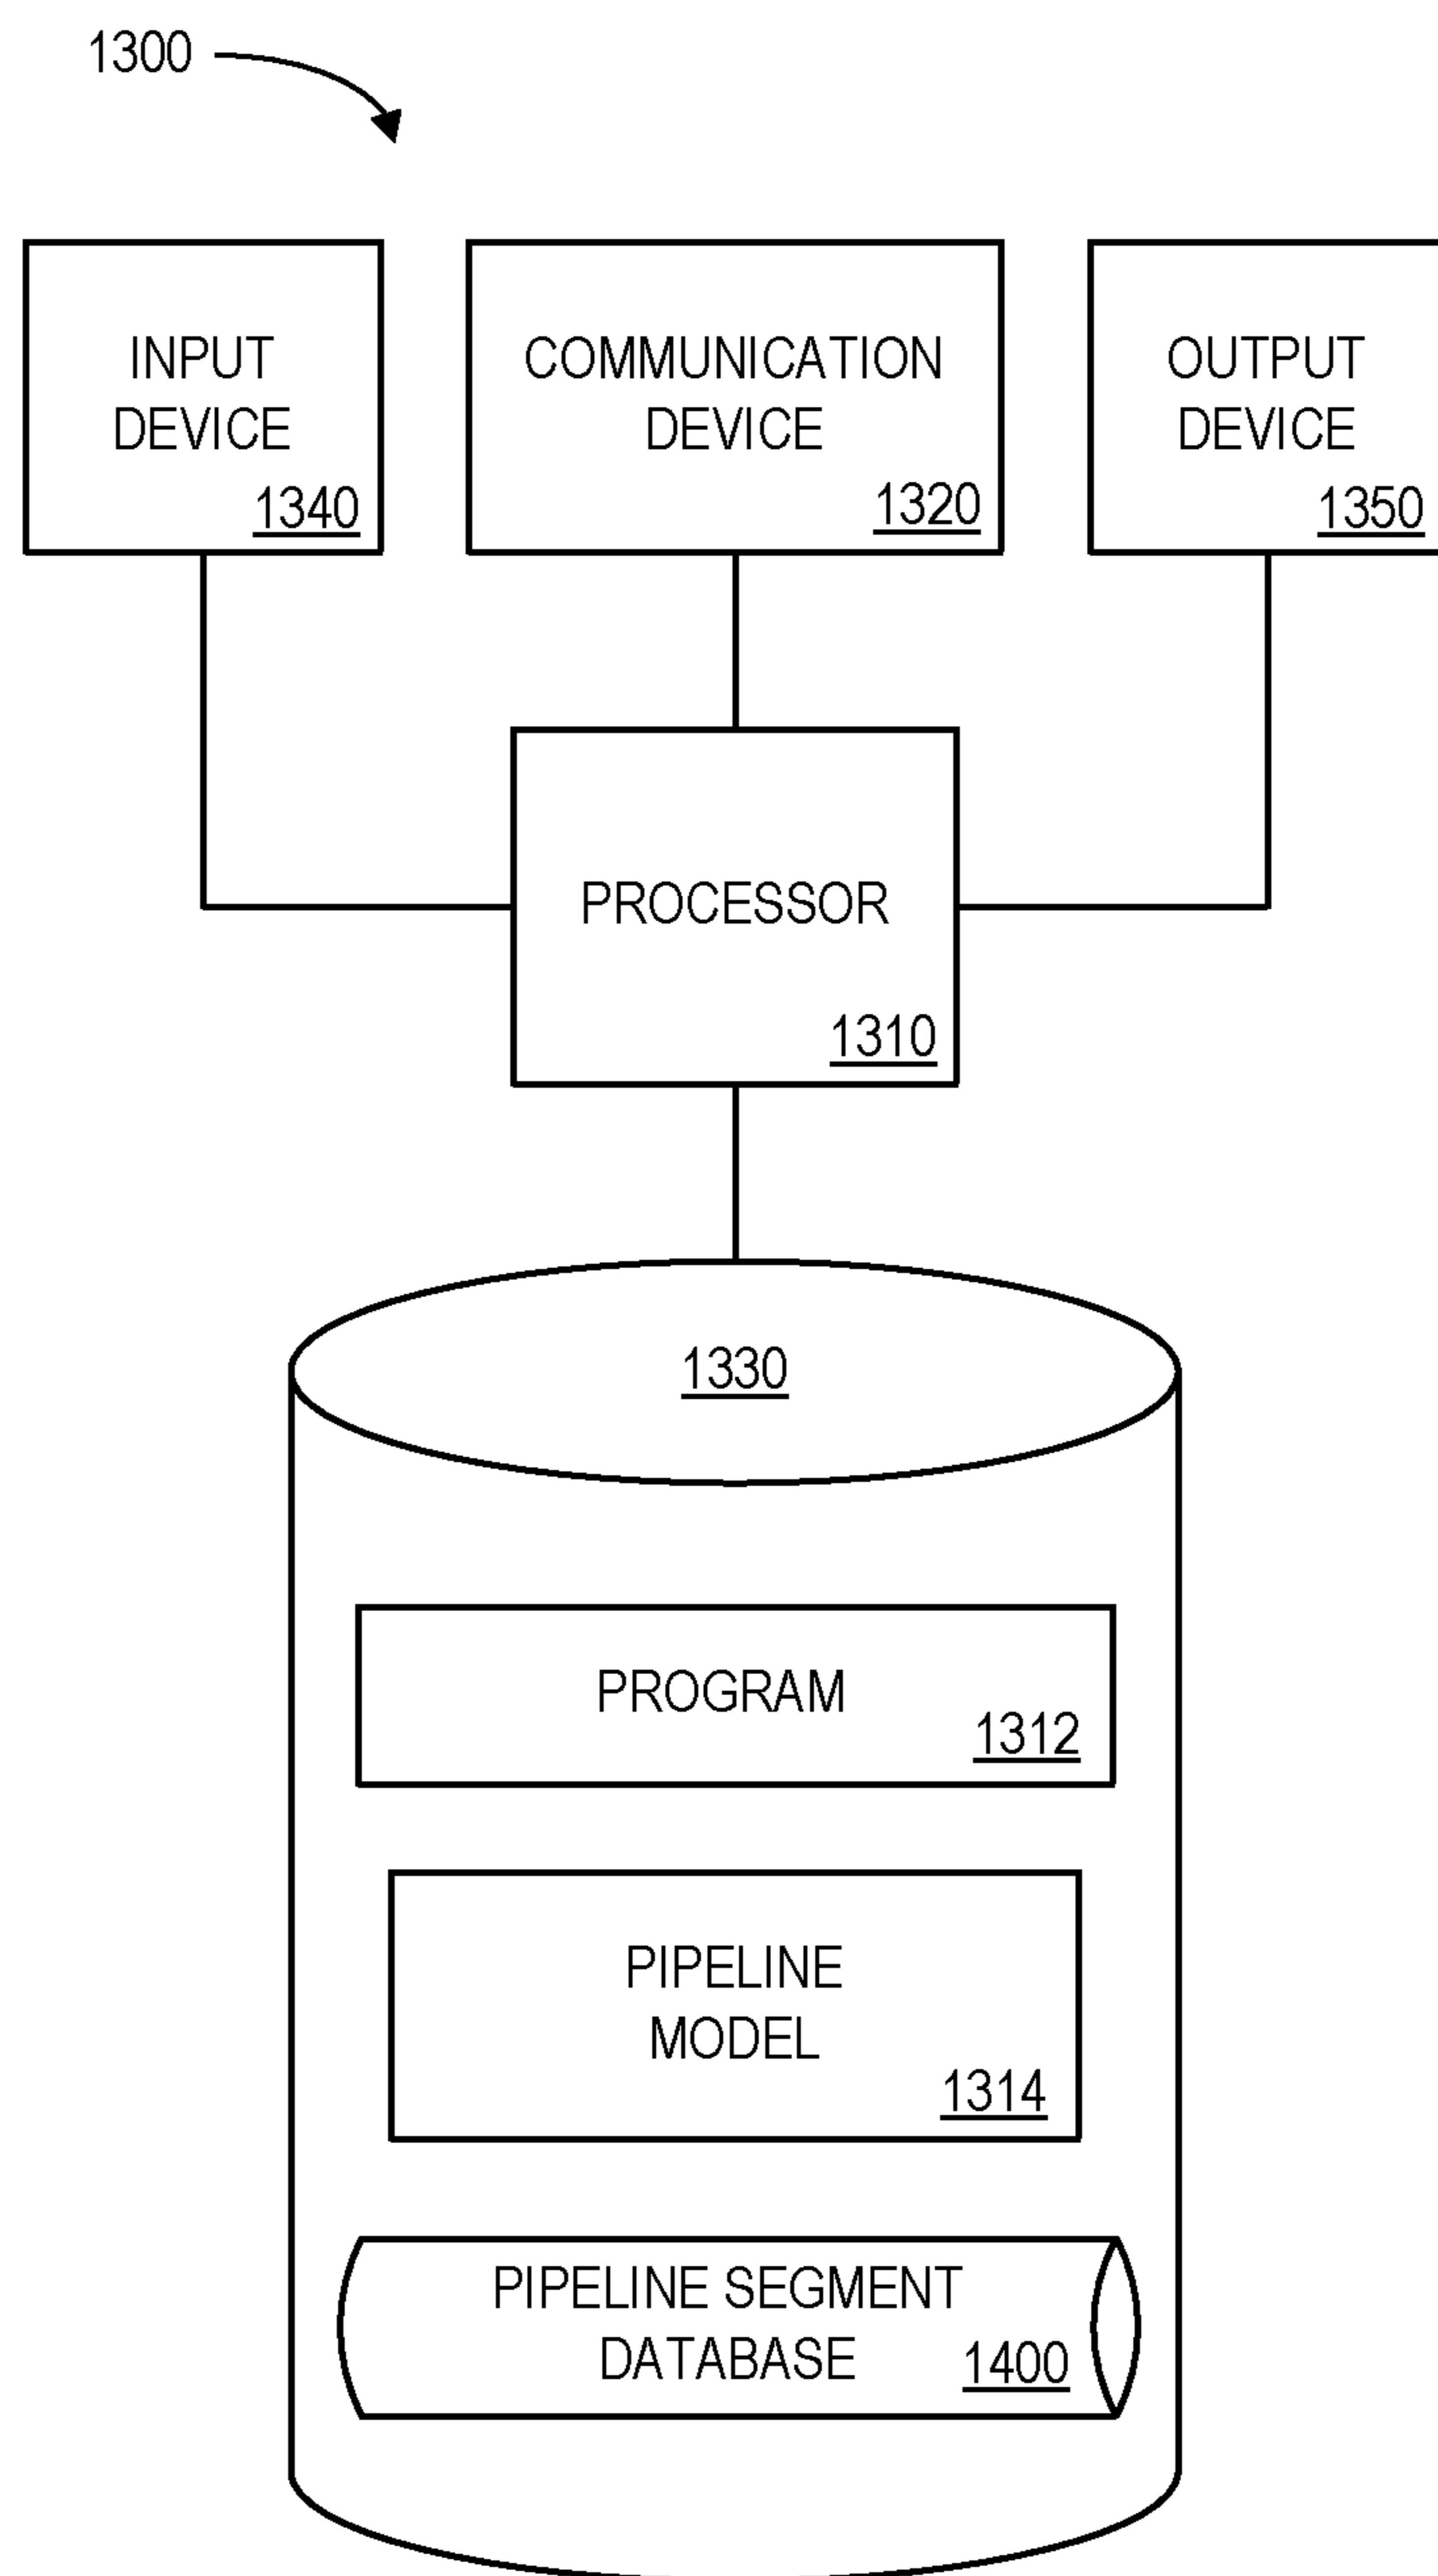 1300
INPUT
DEVICE
1340
COMMUNICATION
DEVICE
1320
OUTPUT
DEVICE
1350
PROCESSOR
1310
1330
PROGRAM
1312
PIPELINE
MODEL
1314
PIPELINE SEGMENT
DATABASE
1400